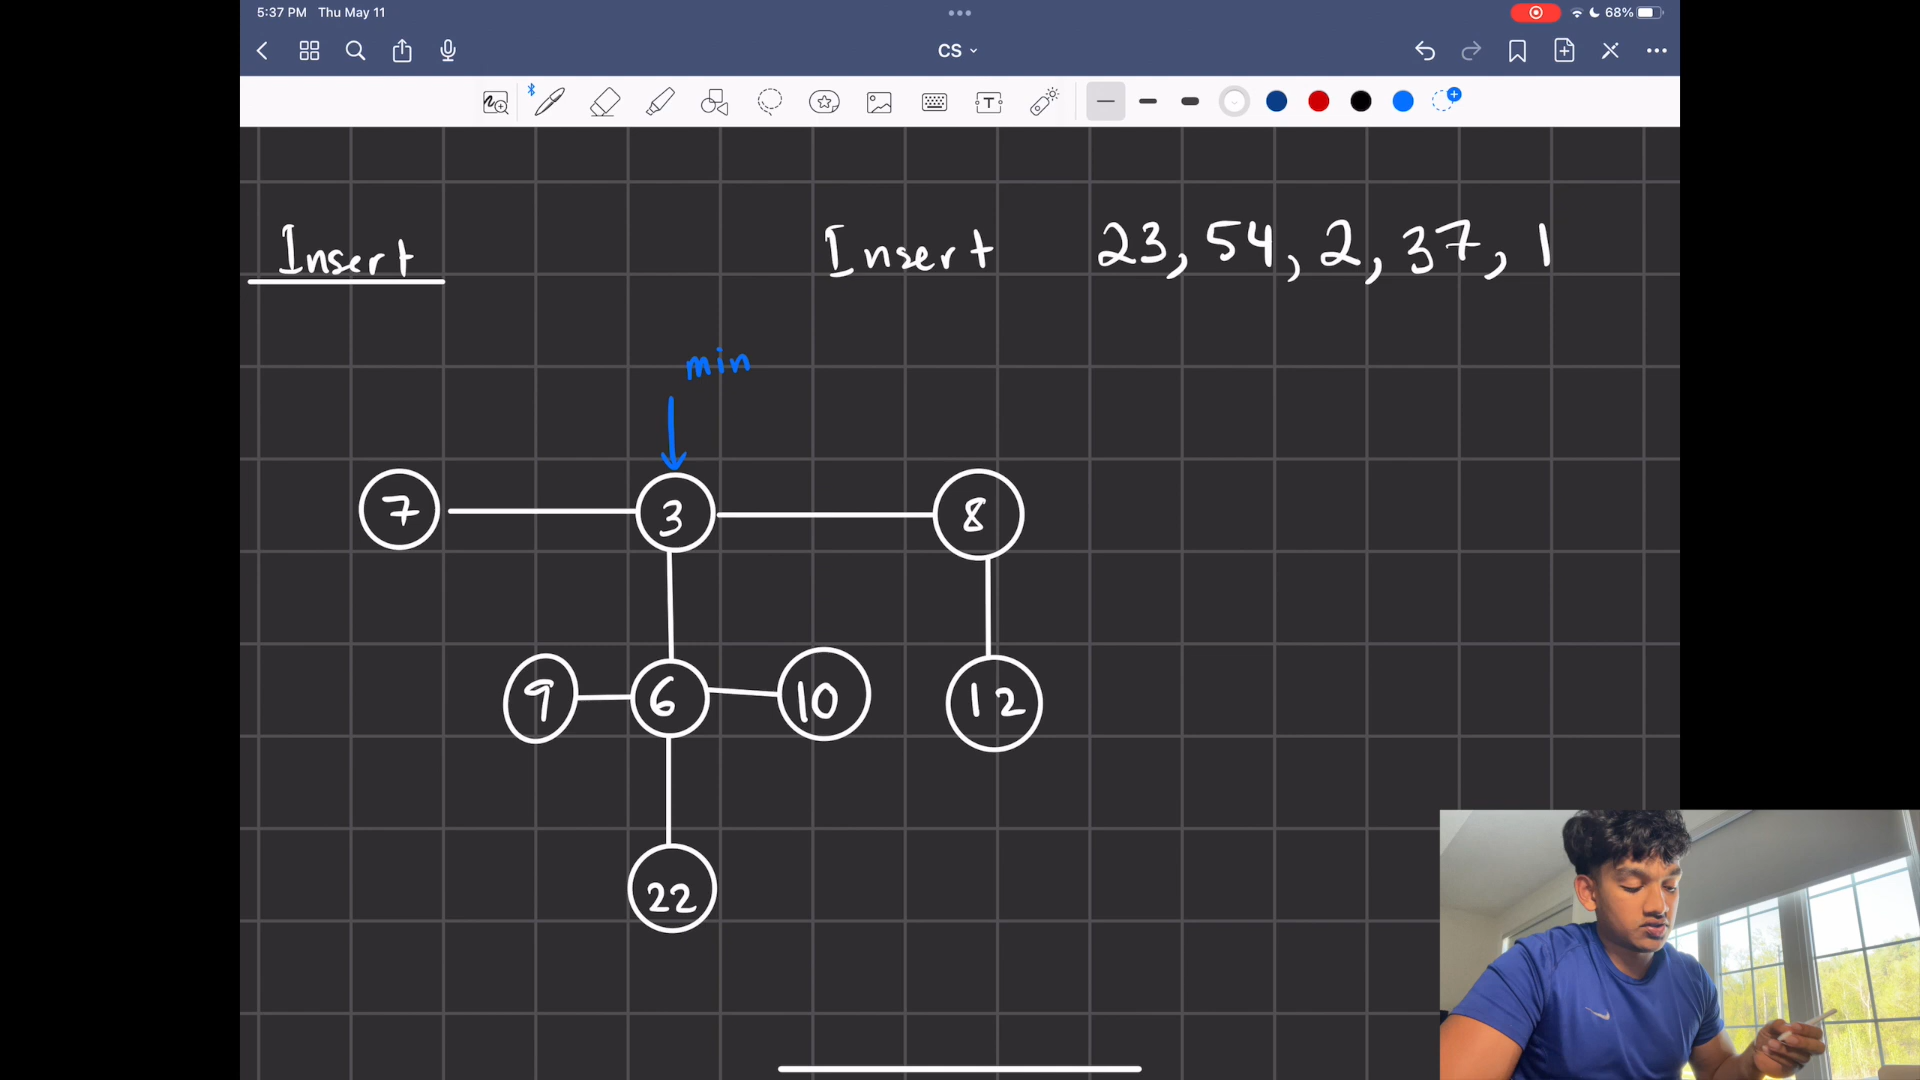 5:37 PM Thu May 11
68%
CS
T
Insert
Insert 23, 54, 2, 37, 1
min
7 3 8
9 6 10 12
22